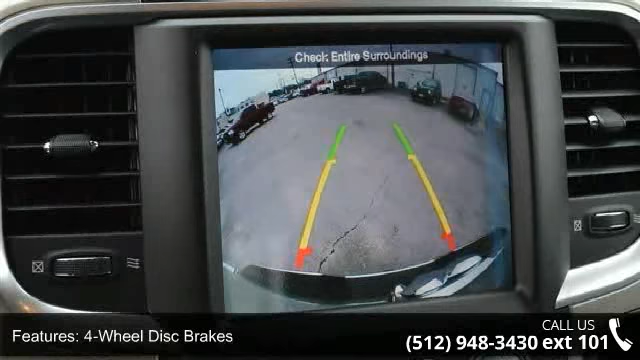 Check Entire Surroundings
Features: 4-Wheel Disc Brakes
CALL US
(512) 948-3430 ext 101